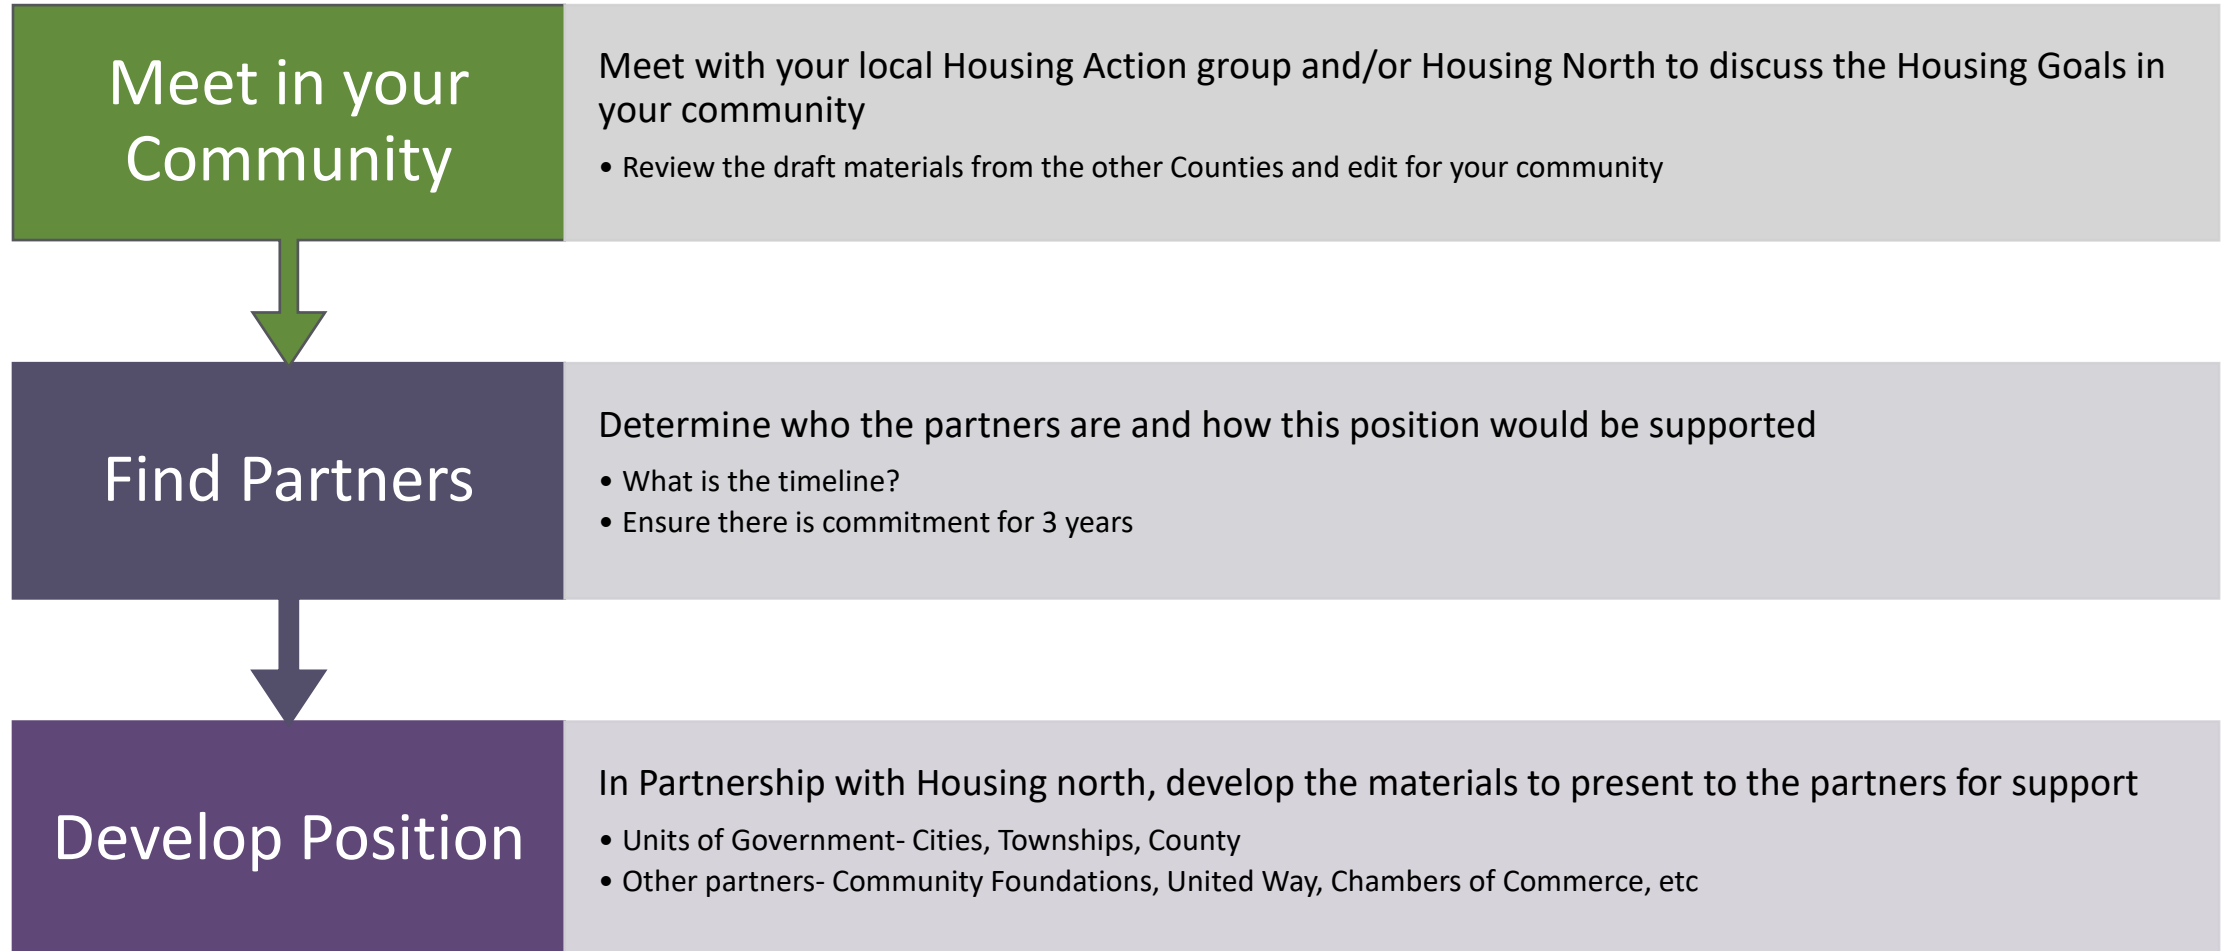 Meet in your
Community
Meet with your local Housing Action group and/or Housing North to discuss the Housing Goals in
your community
• Review the draft materials from the other Counties and edit for your community
Find Partners
Determine who the partners are and how this position would be supported
• What is the timeline?
• Ensure there is commitment for 3 years
Develop Position
In Partnership with Housing north, develop the materials to present to the partners for support
• Units of Government- Cities, Townships, County
• Other partners- Community Foundations, United Way, Chambers of Commerce, etc